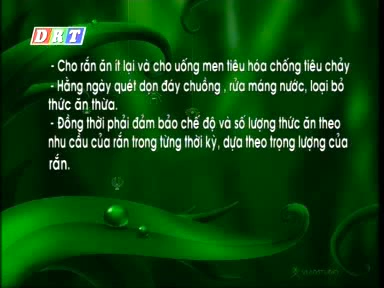 DRT
- Cho rắn ăn ít lại và cho uống men tiêu hóa chống tiêu chảy
- Hằng ngày quét dọn đáy chuồng , rửa máng nước, loại bỏ
thức ăn thừa.
- Đồng thời phải đảm bảo chế độ và số lượng thức ăn theo
nhu cầu của rắn trong từng thời kỳ, dựa theo trọng lượng của
rắn.